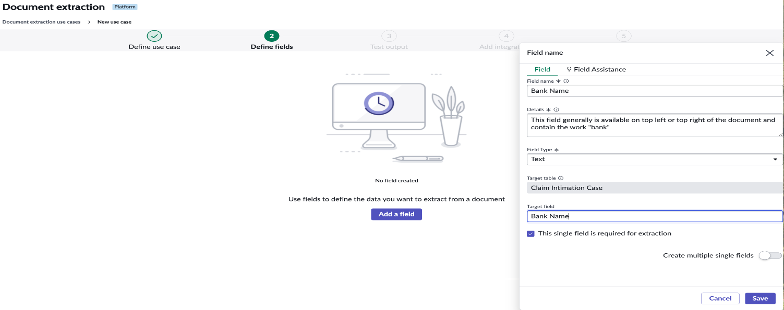 Document extraction Platform
Document extraction use cases > New use case
2 3 4 5
Define use case Define fields Test output Add integrat
No field created
Use fields to define the data you want to extract from a document
Add a field
Field name
Field Field Assistance
Field name
Bank Name
Details
This field generally is available on top left or top right of the document and
contain the work "bank"
Field Type
Text
Target table
Claim Intimation Case
Target field
Bank Name
This single field is required for extraction
Create multiple single fields
Cancel Save